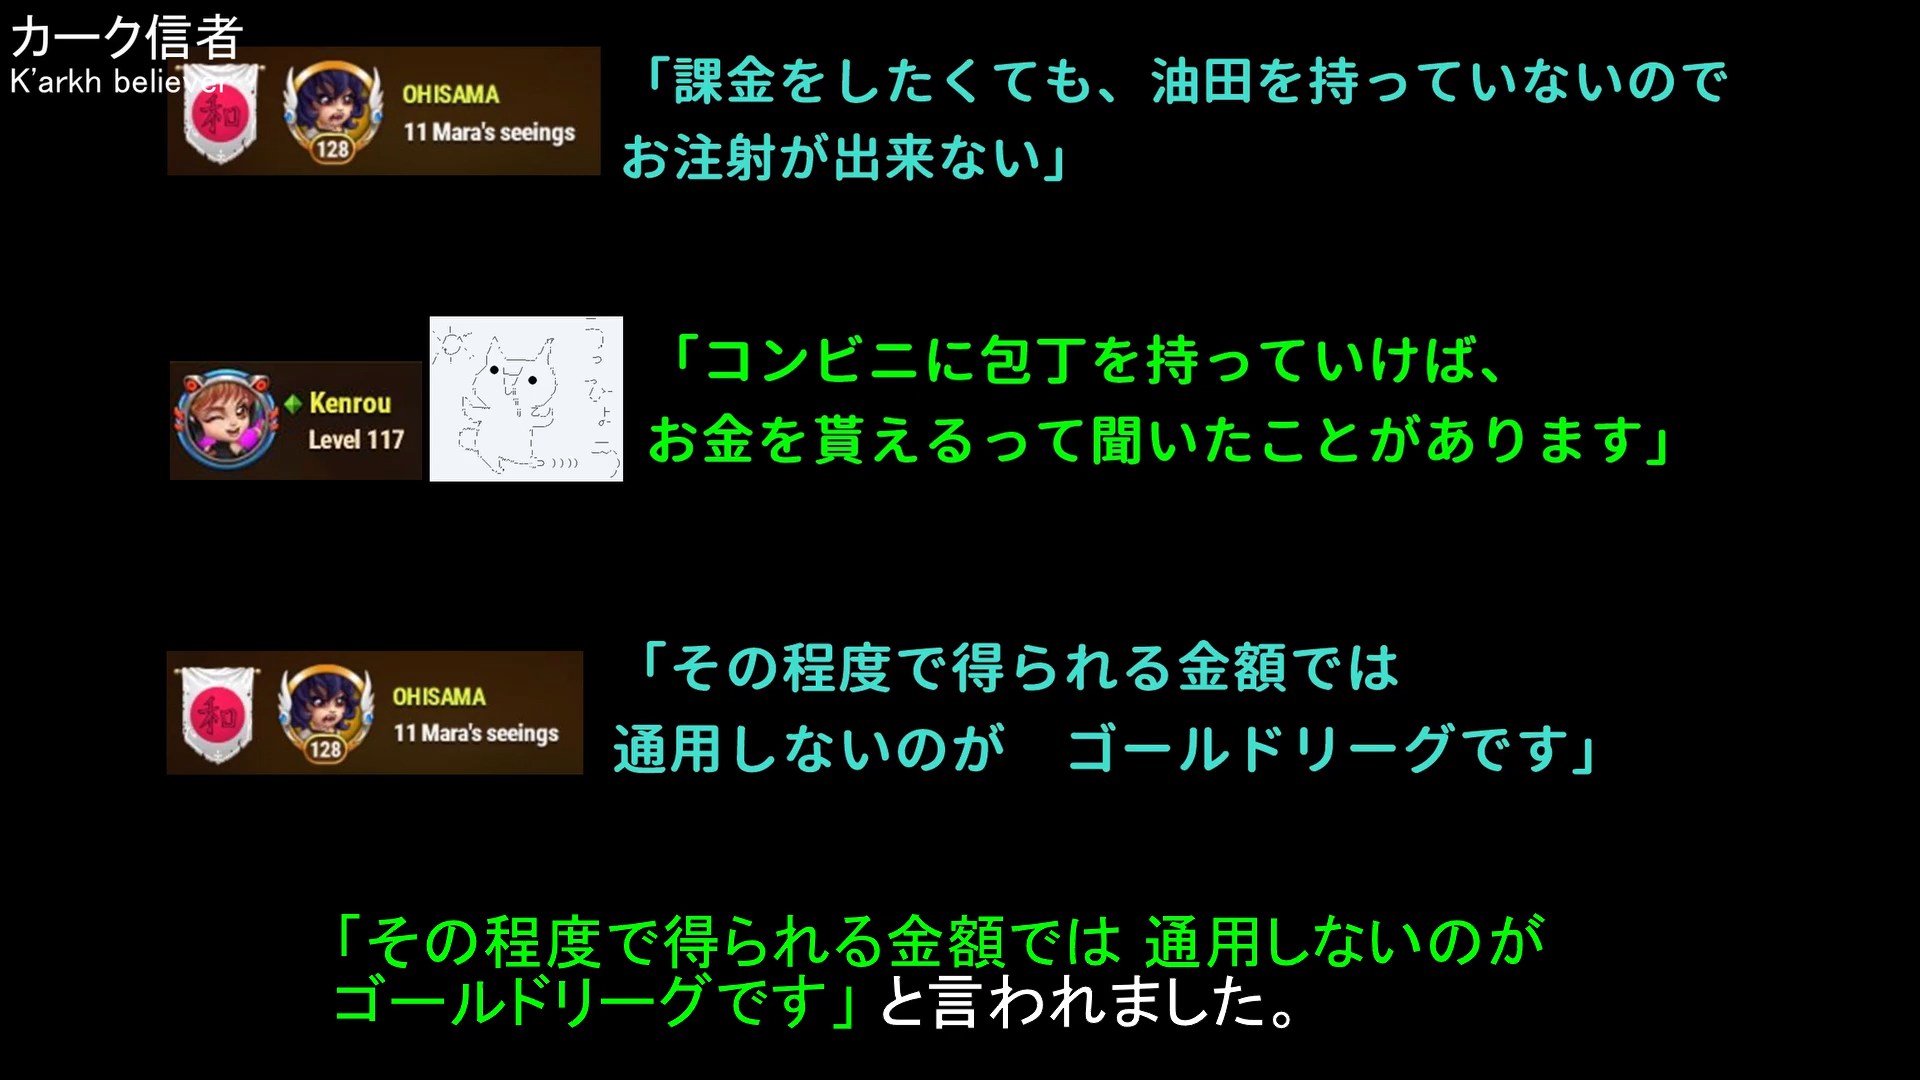 カーク信者
K'arkh believer
和
OHISAMA
11 Mara's seeings
128
「課金をしたくても、油田を持っていないので
お注射が出来ない」
Kenrou
Level 117
「コンビニに包丁を持っていけば、
お金を貰えるって聞いたことがあります」
和
OHISAMA
11 Mara's seeings
128
「その程度で得られる金額では
通用しないのが　ゴールドリーグです」
「その程度で得られる金額では 通用しないのが
ゴールドリーグです」と言われました。